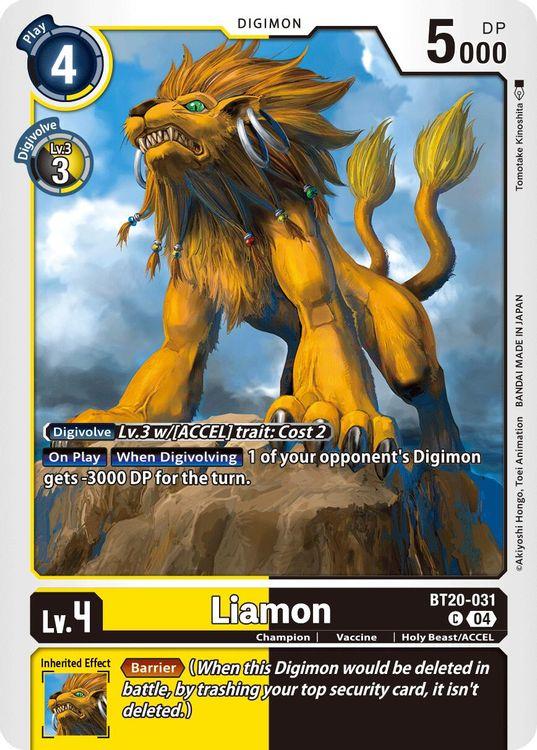 DIGIMON
Play
4
5000
DP
Digivolve
Lv.3
3
Tomotake Kinoshita
©Akiyoshi Hongo, Toei Animation BANDAI MADE IN JAPAN
Digivolve Lv.3 w/[ACCEL] trait: Cost 2
On Play When Digivolving 1 of your opponent's Digimon
gets -3000 DP for the turn.
Lv.4
Liamon
BT20-031
C 04
Champion | Vaccine | Holy Beast/ACCEL
Inherited Effect
Barrier (When this Digimon would be deleted in
battle, by trashing your top security card, it isn't
deleted.)